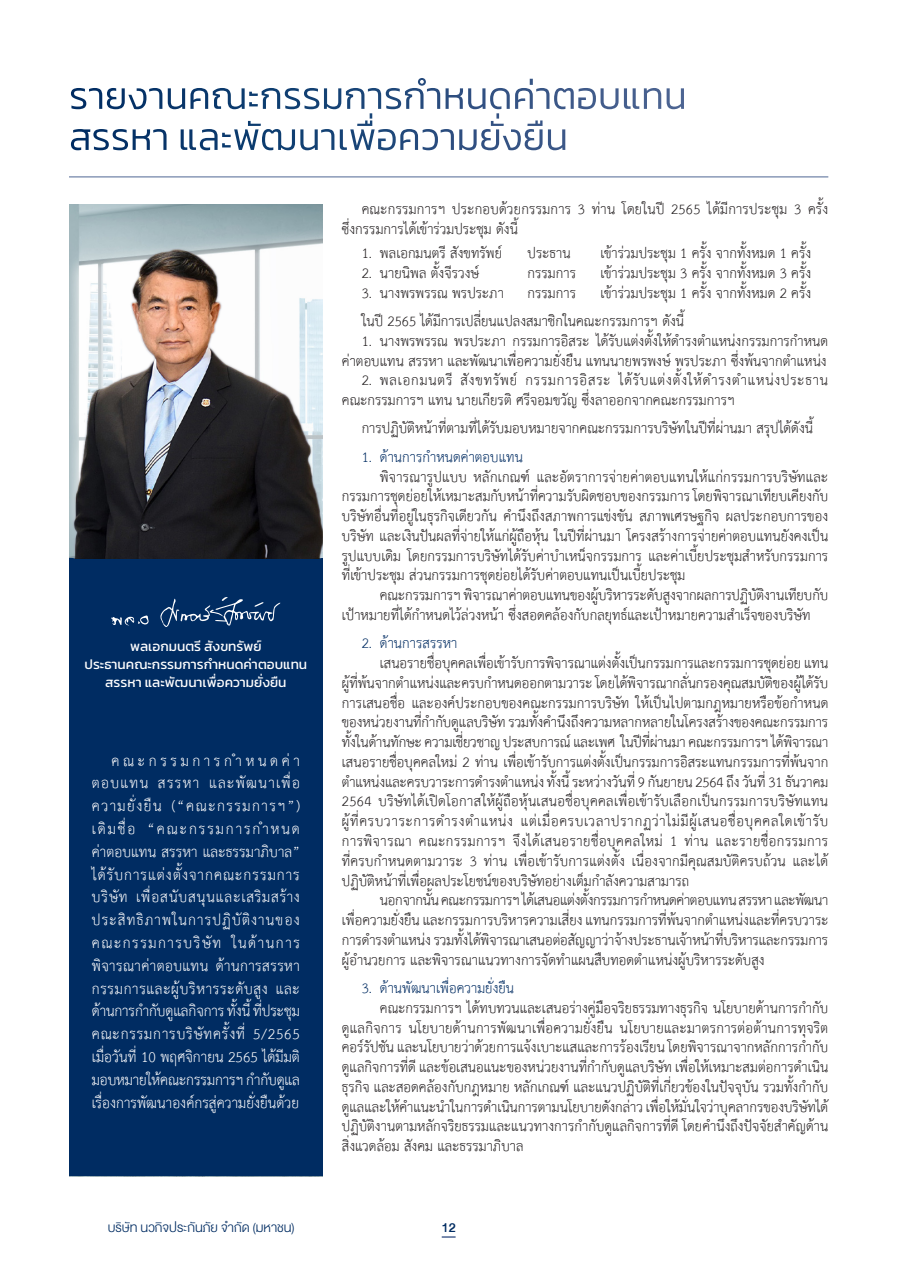 รายงานคณะกรรมการกำหนดค่าตอบแทน
สรรหา และพัฒนาเพื่อความยั่งยืน
พลเอกมนตรี สังขทรัพย์
ประธานคณะกรรมการกำหนดค่าตอบแทน
สรรหา และพัฒนาเพื่อความยั่งยืน
คณะกรรมการกำหนดค่า
ตอบแทน สรรหา และพัฒนาเพื่อ
ความยั่งยืน (“คณะกรรมการฯ”)
เดิมชื่อ “คณะกรรมการกำหนด
ค่าตอบแทน สรรหา และธรรมาภิบาล”
ได้รับการแต่งตั้งจากคณะกรรมการ
บริษัท เพื่อสนับสนุนและเสริมสร้าง
ประสิทธิภาพในการปฏิบัติงานของ
คณะกรรมการบริษัท ในด้านการ
พิจารณาค่าตอบแทน ด้านการสรรหา
กรรมการและผู้บริหารระดับสูง และ
ด้านการกำกับดูแลกิจการ ทั้งนี้ ที่ประชุม
คณะกรรมการบริษัทครั้งที่ 5/2565
เมื่อวันที่ 10 พฤศจิกายน 2565 ได้มีมติ
มอบหมายให้คณะกรรมการฯ กำกับดูแล
เรื่องการพัฒนาองค์กรสู่ความยั่งยืนด้วย
คณะกรรมการฯ ประกอบด้วยกรรมการ 3 ท่าน โดยในปี 2565 ได้มีการประชุม 3 ครั้ง
ซึ่งกรรมการได้เข้าร่วมประชุม ดังนี้
1. พลเอกมนตรี สังขทรัพย์ ประธาน เข้าร่วมประชุม 1 ครั้ง จากทั้งหมด 1 ครั้ง
2. นายนิพล ตั้งจีรวงษ์ กรรมการ เข้าร่วมประชุม 3 ครั้ง จากทั้งหมด 3 ครั้ง
3. นางพรพรรณ พรประภา กรรมการ เข้าร่วมประชุม 1 ครั้ง จากทั้งหมด 2 ครั้ง
ในปี 2565 ได้มีการเปลี่ยนแปลงสมาชิกในคณะกรรมการฯ ดังนี้
1. นางพรพรรณ พรประภา กรรมการอิสระ ได้รับแต่งตั้งให้ดำรงตำแหน่งกรรมการกำหนด
ค่าตอบแทน สรรหา และพัฒนาเพื่อความยั่งยืน แทนนายพรพงษ์ พรประภา ซึ่งพ้นจากตำแหน่ง
2. พลเอกมนตรี สังขทรัพย์ กรรมการอิสระ ได้รับแต่งตั้งให้ดำรงตำแหน่งประธาน
คณะกรรมการฯ แทน นายเกียรติ ศรีจอมขวัญ ซึ่งลาออกจากคณะกรรมการฯ
การปฏิบัติหน้าที่ตามที่ได้รับมอบหมายจากคณะกรรมการบริษัทในปีที่ผ่านมา สรุปได้ดังนี้
1. ด้านการกำหนดค่าตอบแทน
พิจารณารูปแบบ หลักเกณฑ์ และอัตราการจ่ายค่าตอบแทนให้แก่กรรมการบริษัทและ
กรรมการชุดย่อยให้เหมาะสมกับหน้าที่ความรับผิดชอบของกรรมการ โดยพิจารณาเทียบเคียงกับ
บริษัทอื่นที่อยู่ในธุรกิจเดียวกัน คำนึงถึงสภาพการแข่งขัน สภาพเศรษฐกิจ ผลประกอบการของ
บริษัท และเงินปันผลที่จ่ายให้แก่ผู้ถือหุ้น ในปีที่ผ่านมา โครงสร้างการจ่ายค่าตอบแทนยังคงเป็น
รูปแบบเดิม โดยกรรมการบริษัทได้รับค่าบำเหน็จกรรมการ และค่าเบี้ยประชุมสำหรับกรรมการ
ที่เข้าประชุม ส่วนกรรมการชุดย่อยได้รับค่าตอบแทนเป็นเบี้ยประชุม
คณะกรรมการฯ พิจารณาค่าตอบแทนของผู้บริหารระดับสูงจากผลการปฏิบัติงานเทียบกับ
เป้าหมายที่ได้กำหนดไว้ล่วงหน้า ซึ่งสอดคล้องกับกลยุทธ์และเป้าหมายความสำเร็จของบริษัท
2. ด้านการสรรหา
เสนอรายชื่อบุคคลเพื่อเข้ารับการพิจารณาแต่งตั้งเป็นกรรมการและกรรมการชุดย่อย แทน
ผู้ที่พ้นจากตำแหน่งและครบกำหนดออกตามวาระ โดยได้พิจารณากลั่นกรองคุณสมบัติของผู้ได้รับ
การเสนอชื่อ และองค์ประกอบของคณะกรรมการบริษัท ให้เป็นไปตามกฎหมายหรือข้อกำหนด
ของหน่วยงานที่กำกับดูแลบริษัท รวมทั้งคำนึงถึงความหลากหลายในโครงสร้างของคณะกรรมการ
ทั้งในด้านทักษะ ความเชี่ยวชาญ ประสบการณ์ และเพศ ในปีที่ผ่านมา คณะกรรมการฯ ได้พิจารณา
เสนอรายชื่อบุคคลใหม่ 2 ท่าน เพื่อเข้ารับการแต่งตั้งเป็นกรรมการอิสระแทนกรรมการที่พ้นจาก
ตำแหน่งและครบวาระการดำรงตำแหน่ง ทั้งนี้ ระหว่างวันที่ 9 กันยายน 2564 ถึง วันที่ 31 ธันวาคม
2564 บริษัทได้เปิดโอกาสให้ผู้ถือหุ้นเสนอชื่อบุคคลเพื่อเข้ารับเลือกเป็นกรรมการบริษัทแทน
ผู้ที่ครบวาระการดำรงตำแหน่ง แต่เมื่อครบเวลาปรากฏว่าไม่มีผู้เสนอชื่อบุคคลใดเข้ารับ
การพิจารณา คณะกรรมการฯ จึงได้เสนอรายชื่อบุคคลใหม่ 1 ท่าน และรายชื่อกรรมการ
ที่ครบกำหนดตามวาระ 3 ท่าน เพื่อเข้ารับการแต่งตั้ง เนื่องจากมีคุณสมบัติครบถ้วน และได้
ปฏิบัติหน้าที่เพื่อผลประโยชน์ของบริษัทอย่างเต็มกำลังความสามารถ
นอกจากนั้น คณะกรรมการฯ ได้เสนอแต่งตั้งกรรมการกำหนดค่าตอบแทน สรรหา และพัฒนา
เพื่อความยั่งยืน และกรรมการบริหารความเสี่ยง แทนกรรมการที่พ้นจากตำแหน่งและที่ครบวาระ
การดำรงตำแหน่ง รวมทั้งได้พิจารณาเสนอต่อสัญญาว่าจ้างประธานเจ้าหน้าที่บริหารและกรรมการ
ผู้อำนวยการ และพิจารณาแนวทางการจัดทำแผนสืบทอดตำแหน่งผู้บริหารระดับสูง
3. ด้านพัฒนาเพื่อความยั่งยืน
คณะกรรมการฯ ได้ทบทวนและเสนอร่างคู่มือจริยธรรมทางธุรกิจ นโยบายด้านการกำกับ
ดูแลกิจการ นโยบายด้านการพัฒนาเพื่อความยั่งยืน นโยบายและมาตรการต่อต้านการทุจริต
คอร์รัปชัน และนโยบายว่าด้วยการแจ้งเบาะแสและการร้องเรียน โดยพิจารณาจากหลักการกำกับ
ดูแลกิจการที่ดี และข้อเสนอแนะของหน่วยงานที่กำกับดูแลบริษัท เพื่อให้เหมาะสมต่อการดำเนิน
ธุรกิจ และสอดคล้องกับกฎหมาย หลักเกณฑ์ และแนวปฏิบัติที่เกี่ยวข้องในปัจจุบัน รวมทั้งกำกับ
ดูแลและให้คำแนะนำในการดำเนินการตามนโยบายดังกล่าว เพื่อให้มั่นใจว่าบุคลากรของบริษัทได้
ปฏิบัติงานตามหลักจริยธรรมและแนวทางการกำกับดูแลกิจการที่ดี โดยคำนึงถึงปัจจัยสำคัญด้าน
สิ่งแวดล้อม สังคม และธรรมาภิบาล
บริษัท นวกิจประกันภัย จำกัด (มหาชน)
12